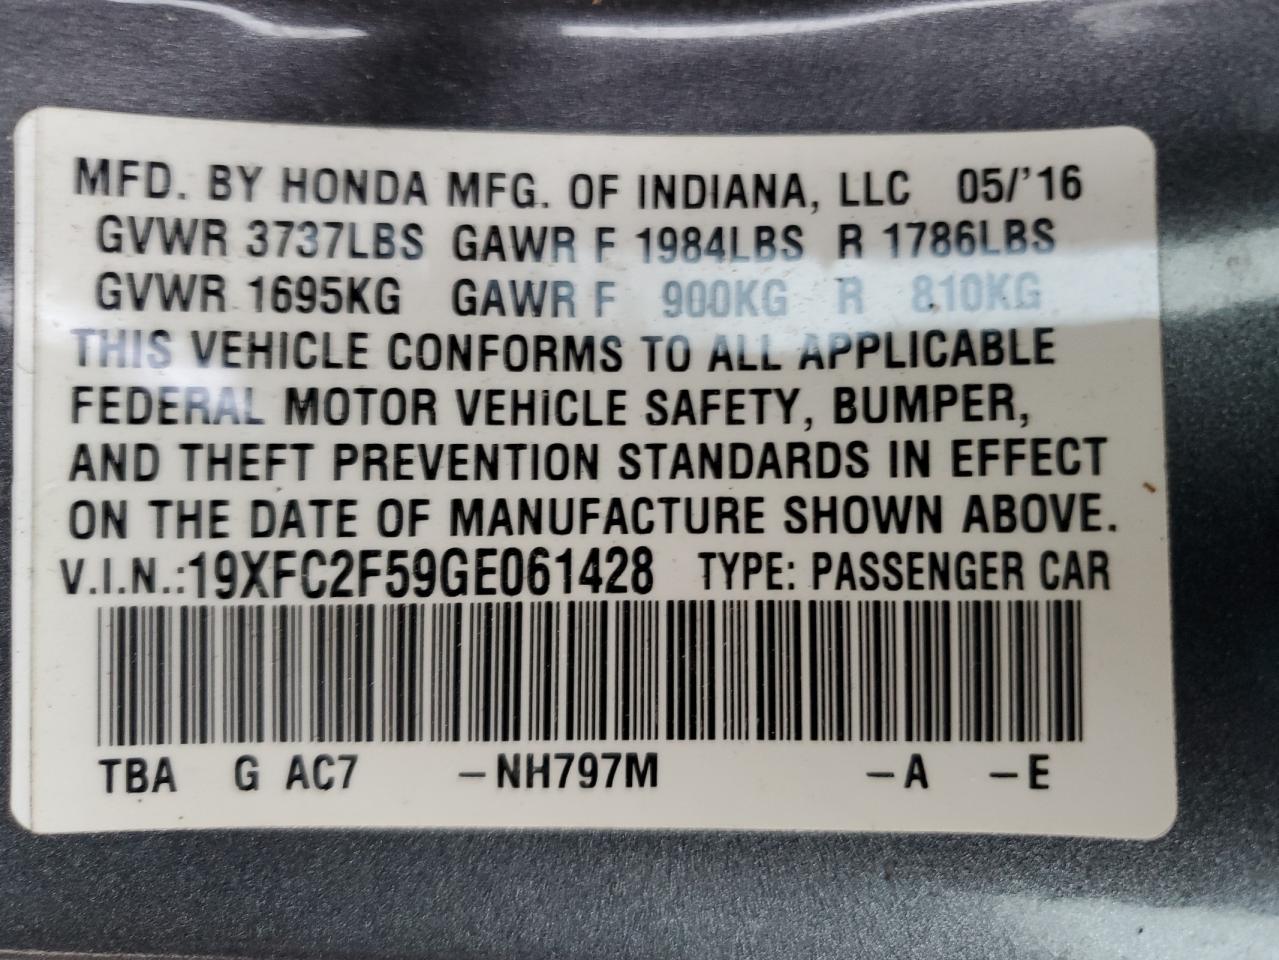 MFD. BY HONDA MFG. OF INDIANA, LLC 05/'16
GVWR 3737LBS GAWR F 1984LBS R 1786LBS
GVWR 1695KG GAWR F 900KG R 810KG
THIS VEHICLE CONFORMS TO ALL APPLICABLE
FEDERAL MOTOR VEHICLE SAFETY, BUMPER,
AND THEFT PREVENTION STANDARDS IN EFFECT
ON THE DATE OF MANUFACTURE SHOWN ABOVE.
V.I.N.:19XFC2F59GE061428 TYPE: PASSENGER CAR
TBA G AC7 -NH797M -A -E